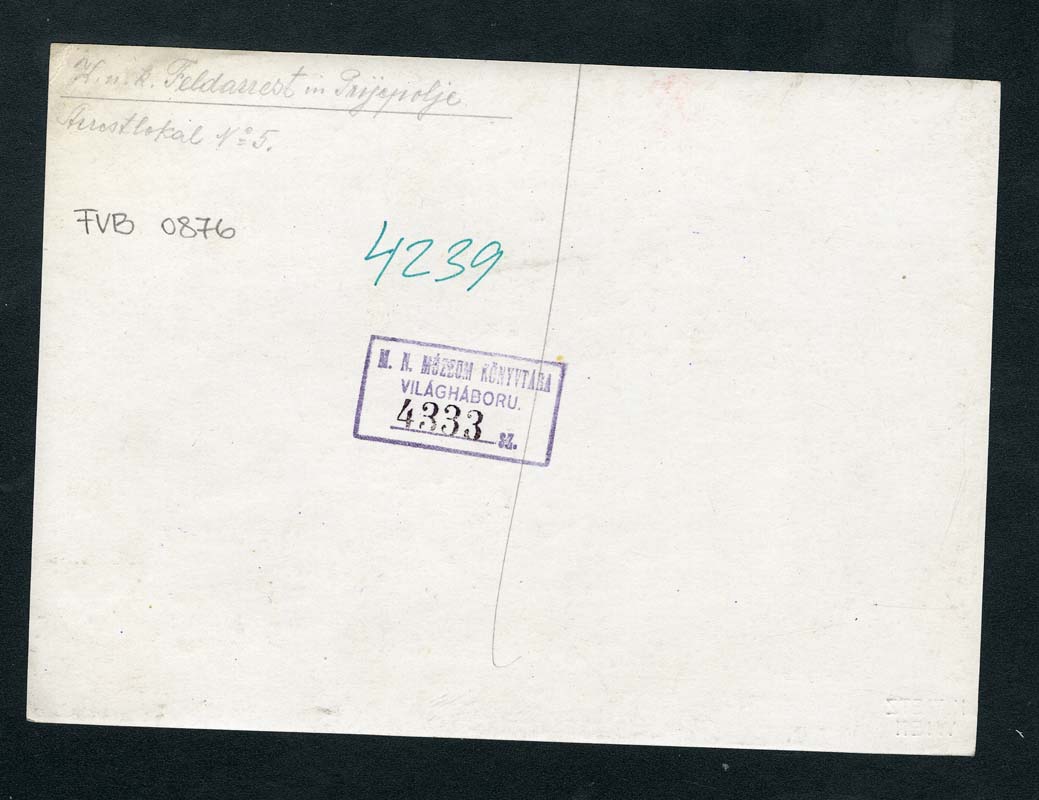 K. u. k. Feldarrest in Prijepolje
Arrestlokal Nº 5.
FVB 0876
4239
M. N. MÚZEUM KÖNYVTÁRA
VILÁGHÁBORU.
4333 sz.